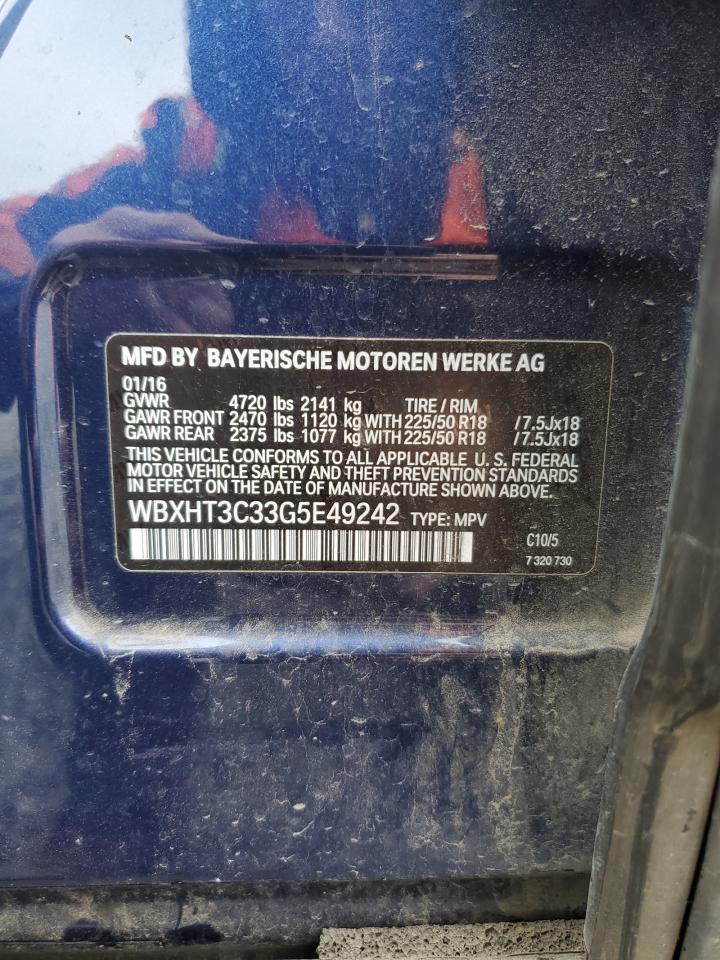 MFD BY BAYERISCHE MOTOREN WERKE AG
01/16
GVWR 4720 lbs 2141 kg TIRE / RIM
GAWR FRONT 2470 lbs 1120 kg WITH 225/50 R18 /7.5Jx18
GAWR REAR 2375 lbs 1077 kg WITH 225/50 R18 /7.5Jx18
THIS VEHICLE CONFORMS TO ALL APPLICABLE U. S. FEDERAL
MOTOR VEHICLE SAFETY AND THEFT PREVENTION STANDARDS
IN EFFECT ON THE DATE OF MANUFACTURE SHOWN ABOVE.
WBXHT3C33G5E49242 TYPE: MPV
C10/5
7 320 730